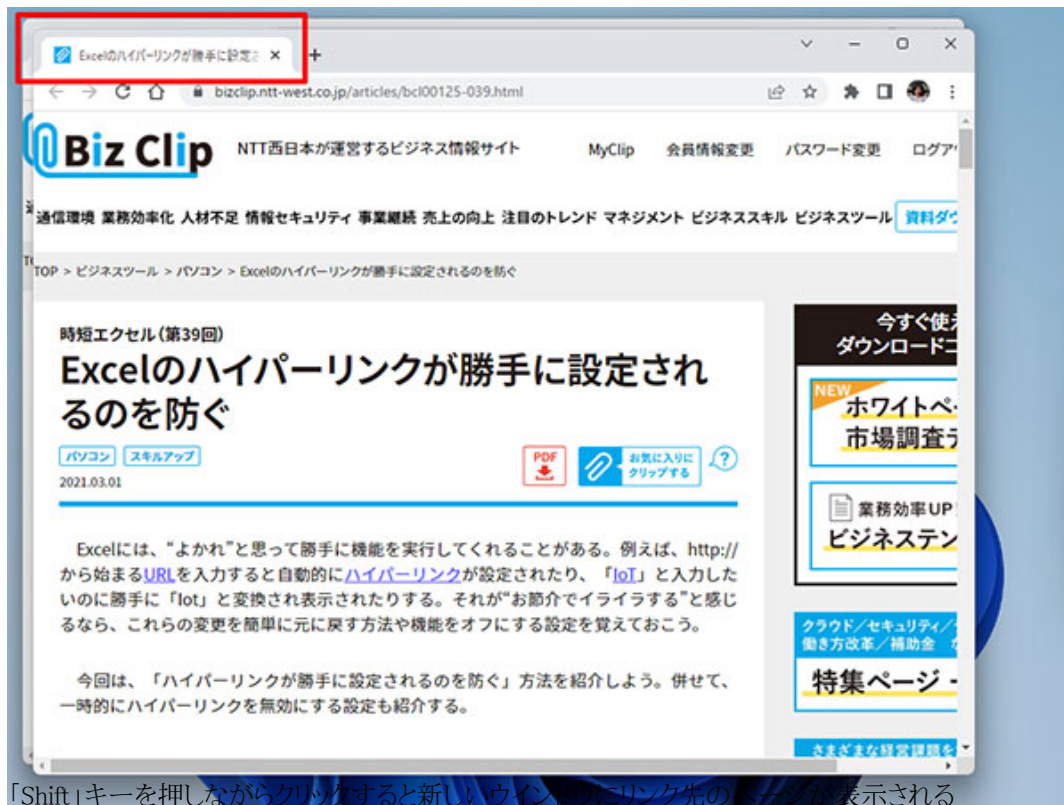 Excelのハイパーリンクが勝手に設定さ
bizclip.ntt-west.co.jp/articles/bcl00125-039.html
Biz Clip
NTT西日本が運営するビジネス情報サイト
MyClip 会員情報変更 パスワード変更 ログア
通信環境 業務効率化 人材不足 情報セキュリティ 事業継続 売上の向上 注目のトレンド マネジメント ビジネススキル ビジネスツール 資料ダウ
TOP > ビジネスツール > パソコン > Excelのハイパーリンクが勝手に設定されるのを防ぐ
時短エクセル(第39回)
Excelのハイパーリンクが勝手に設定され
るのを防ぐ
パソコン スキルアップ
2021.03.01
PDF
お気に入りに
クリップする
?
Excelには、“よかれ”と思って勝手に機能を実行してくれることがある。例えば、http://
から始まるURLを入力すると自動的にハイパーリンクが設定されたり、「IoT」と入力した
いのに勝手に「Iot」と変換され表示されたりする。それが“お節介でイライラする”と感じ
るなら、これらの変更を簡単に元に戻す方法や機能をオフにする設定を覚えておこう。
今回は、「ハイパーリンクが勝手に設定されるのを防ぐ」方法を紹介しよう。併せて、
一時的にハイパーリンクを無効にする設定も紹介する。
今すぐ使え
ダウンロードコ
NEW
ホワイトペ
市場調査デ
業務効率UP
ビジネステン
クラウド/セキュリティ/
働き方改革/補助金
特集ページ
さまざまな経営課題を
「Shift」キーを押しながらクリックすると新しいウインドウにリンク先のページが表示される